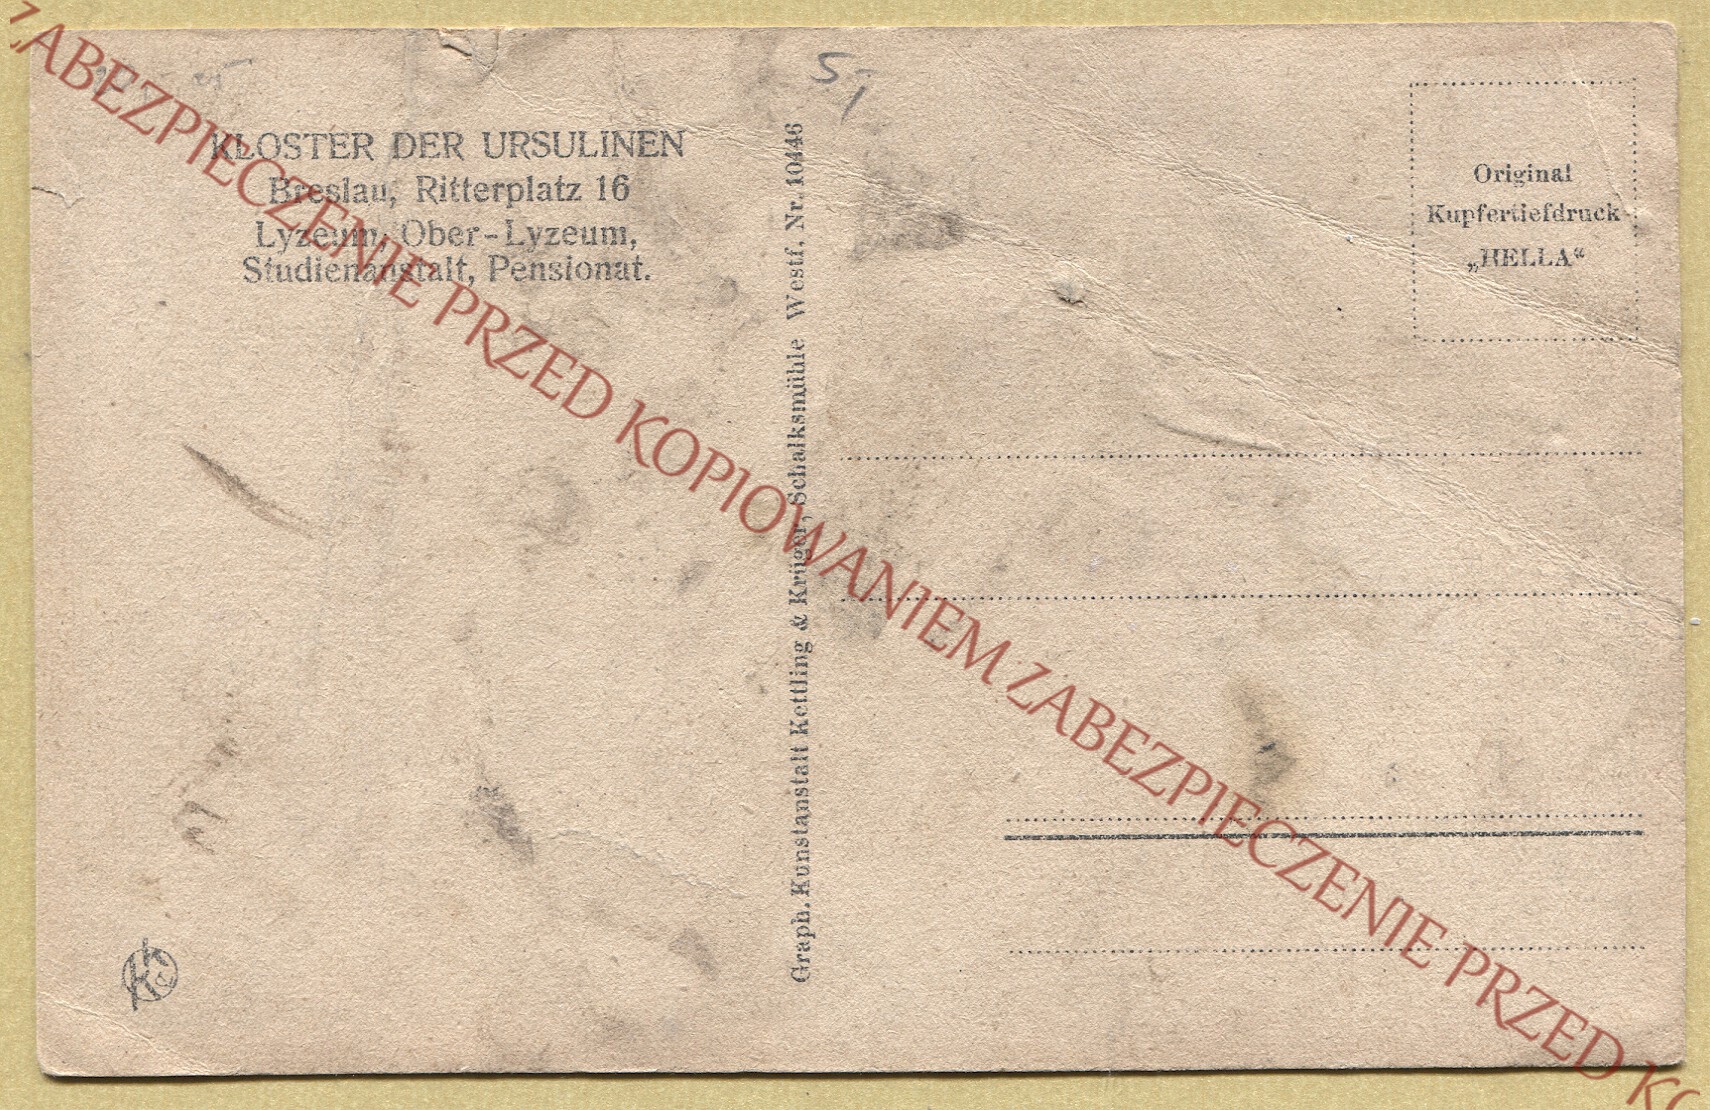 KLOSTER DER URSULINEN
Breslau, Ritterplatz 16
Lyzeum, Ober-Lyzeum,
Studienanstalt, Pensionat.
Graph. Kunstanstalt Kettling & Krüger, Schalksmühle Westf. Nr. 10446
Original
Kupfertiefdruck
„HELLA“
ZABEZPIECZENIE PRZED KOPIOWANIEM ZABEZPIECZENIE PRZED KO